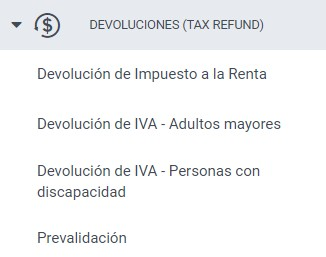 DEVOLUCIONES (TAX REFUND)
Devolución de Impuesto a la Renta
Devolución de IVA - Adultos mayores
Devolución de IVA - Personas con
discapacidad
Prevalidación